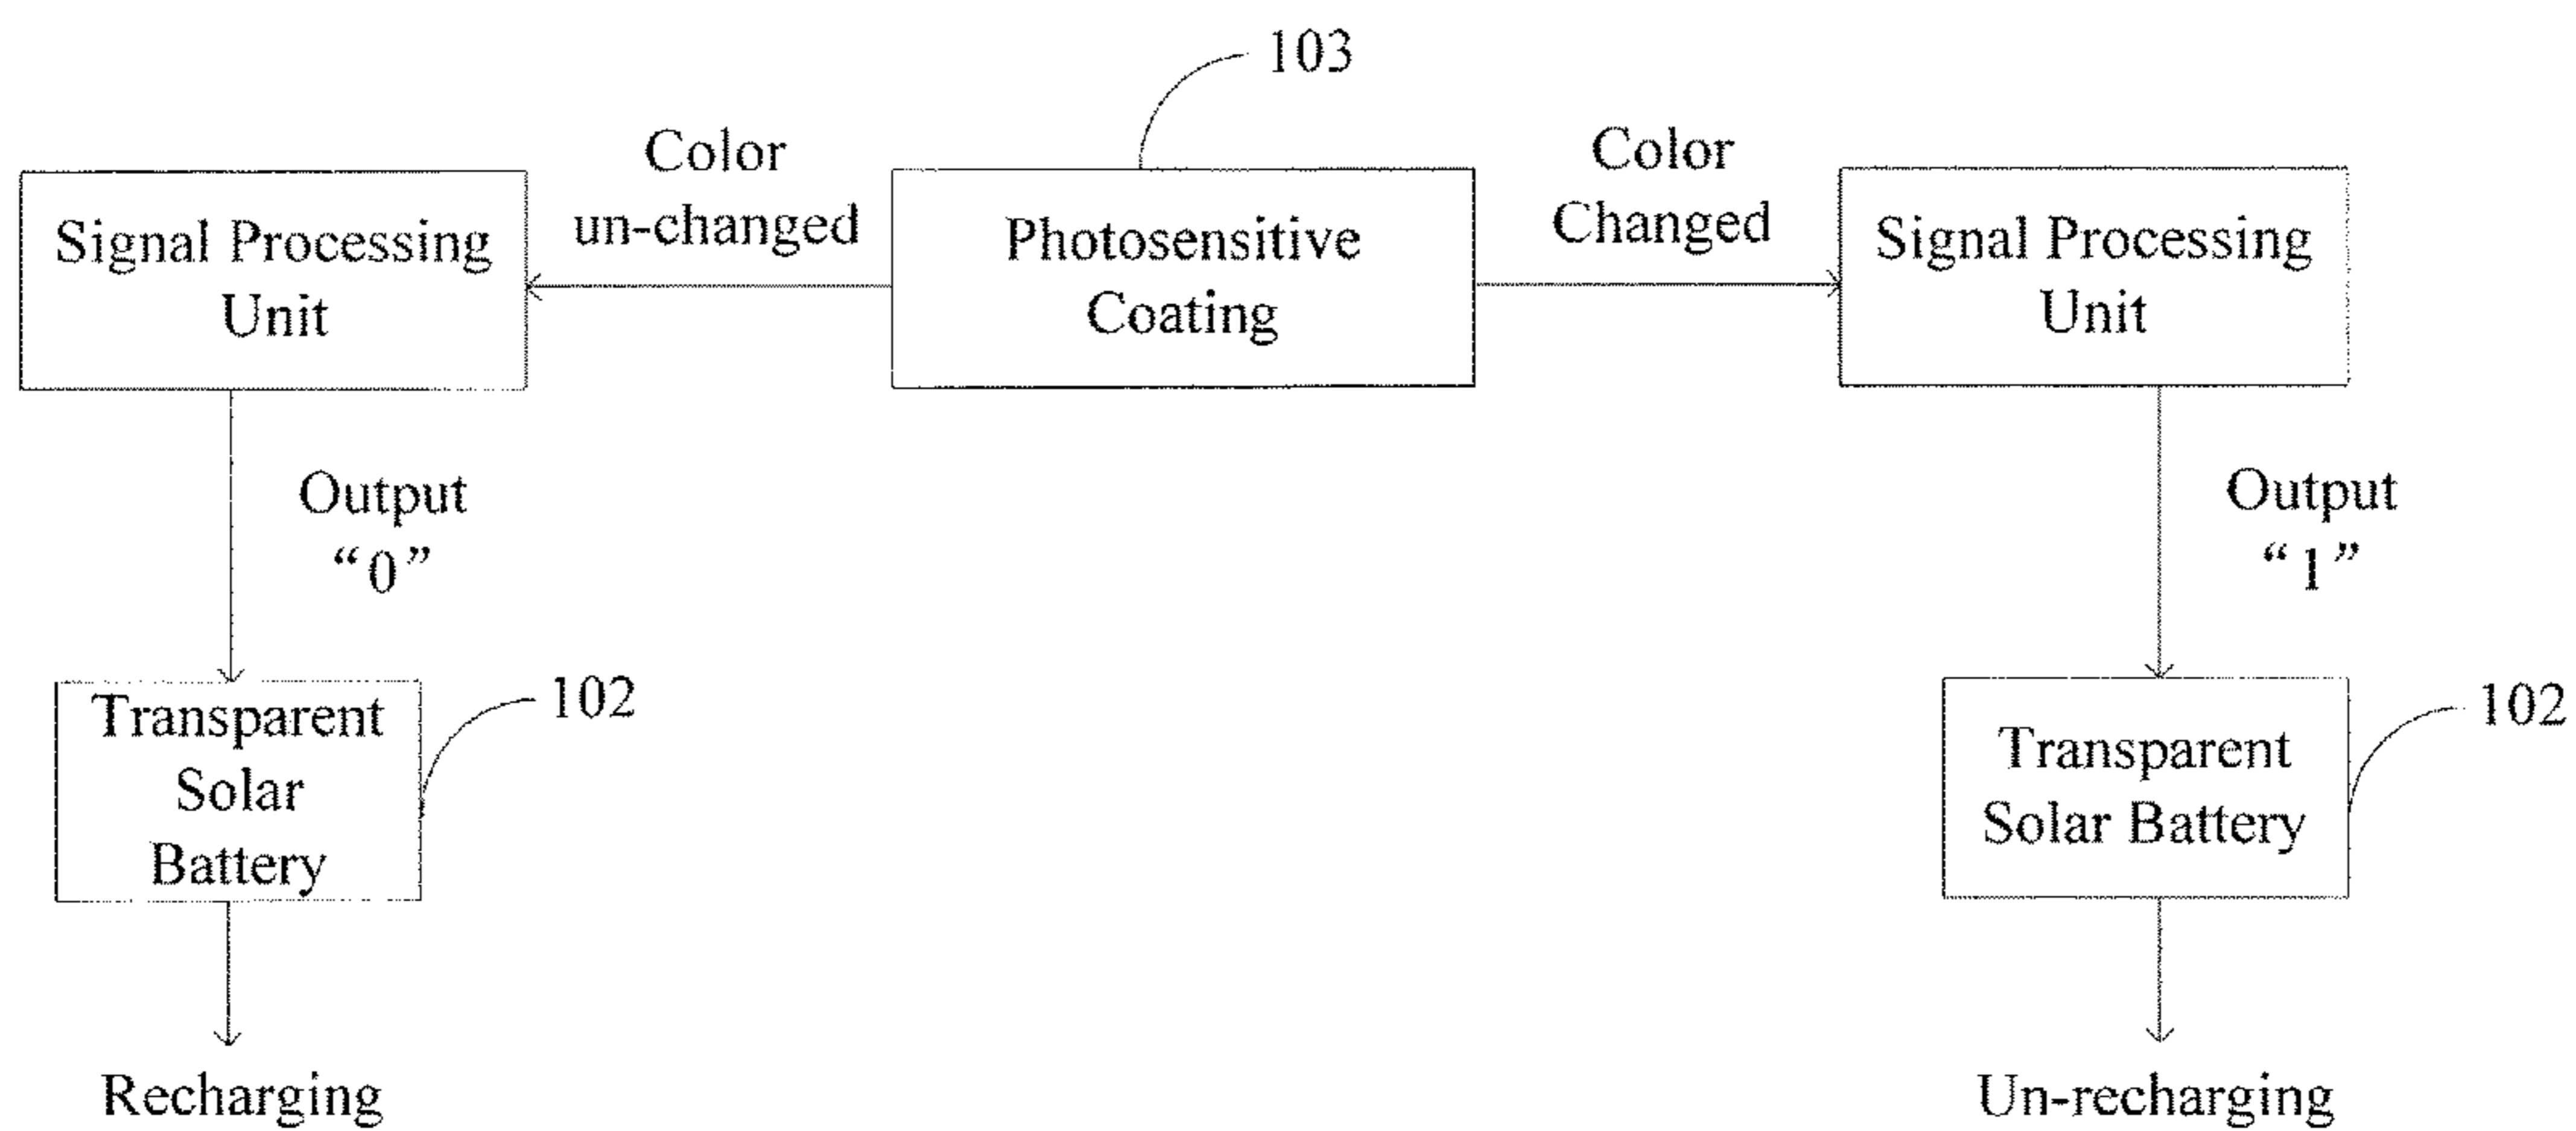 103
Color
un-changed
Color
Changed
Signal Processing
Unit
Photosensitive
Coating
Signal Processing
Unit
Output
“0”
Output
“1”
Transparent
Solar
Battery
102
Transparent
Solar Battery
102
Recharging
Un-recharging